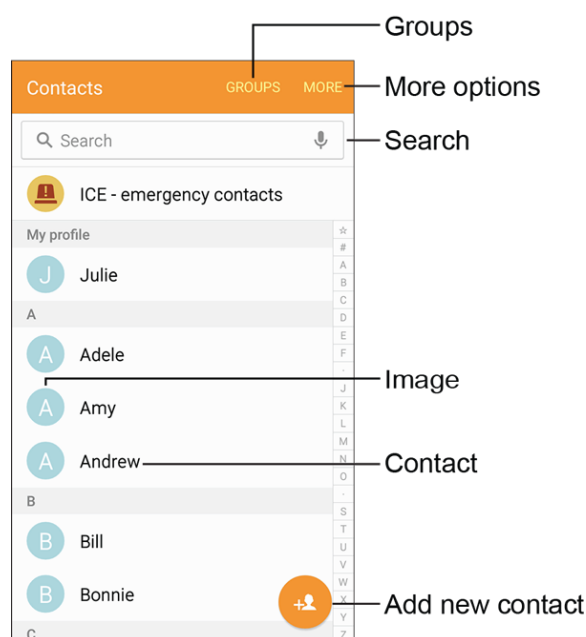 Groups
Contacts GROUPS MORE More options
Search Search
ICE - emergency contacts
My profile
☆
#
J Julie
A
B
C
A
D
E
A Adele
F
·
Image
J
A Amy
K
L
M
A Andrew
N
Contact
O
·
B
S
T
B Bill
U
V
W
B Bonnie
X
Add new contact
Y
C
Z